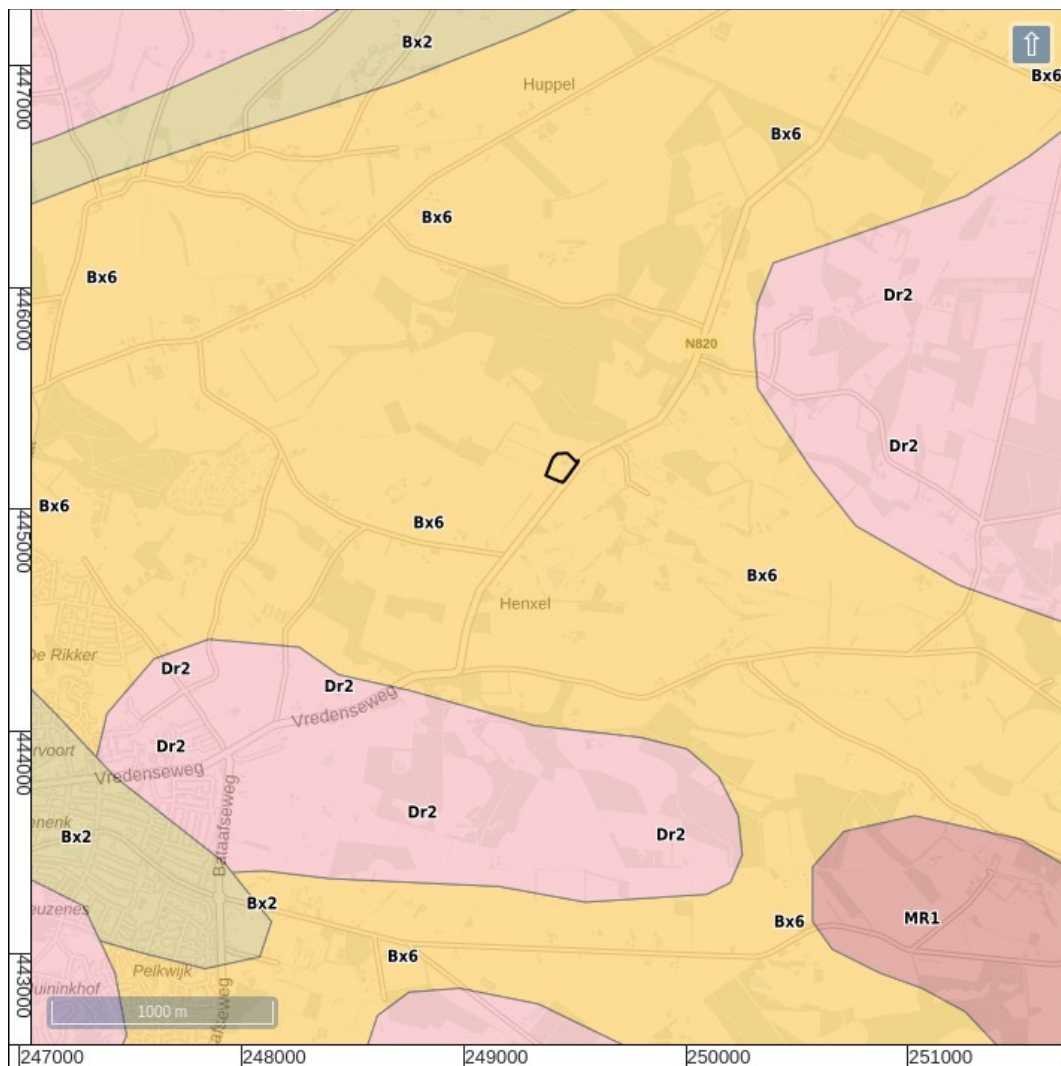 Bx2
Huppel
⇧
Bx6
447000
Bx6
Bx6
Bx6
Dr2
446000
N820
Dr2
Bx6
Bx6
445000
Bx6
Henxel
De Rikker
Dr2
Dr2
Vredenseweg
Dr2
444000
Vredenseweg
Bataafseweg
Dr2
Dr2
Bx2
Bx2
Bx6
MR1
Bx6
Pelkwijk
443000
1000 m
247000
248000
249000
250000
251000